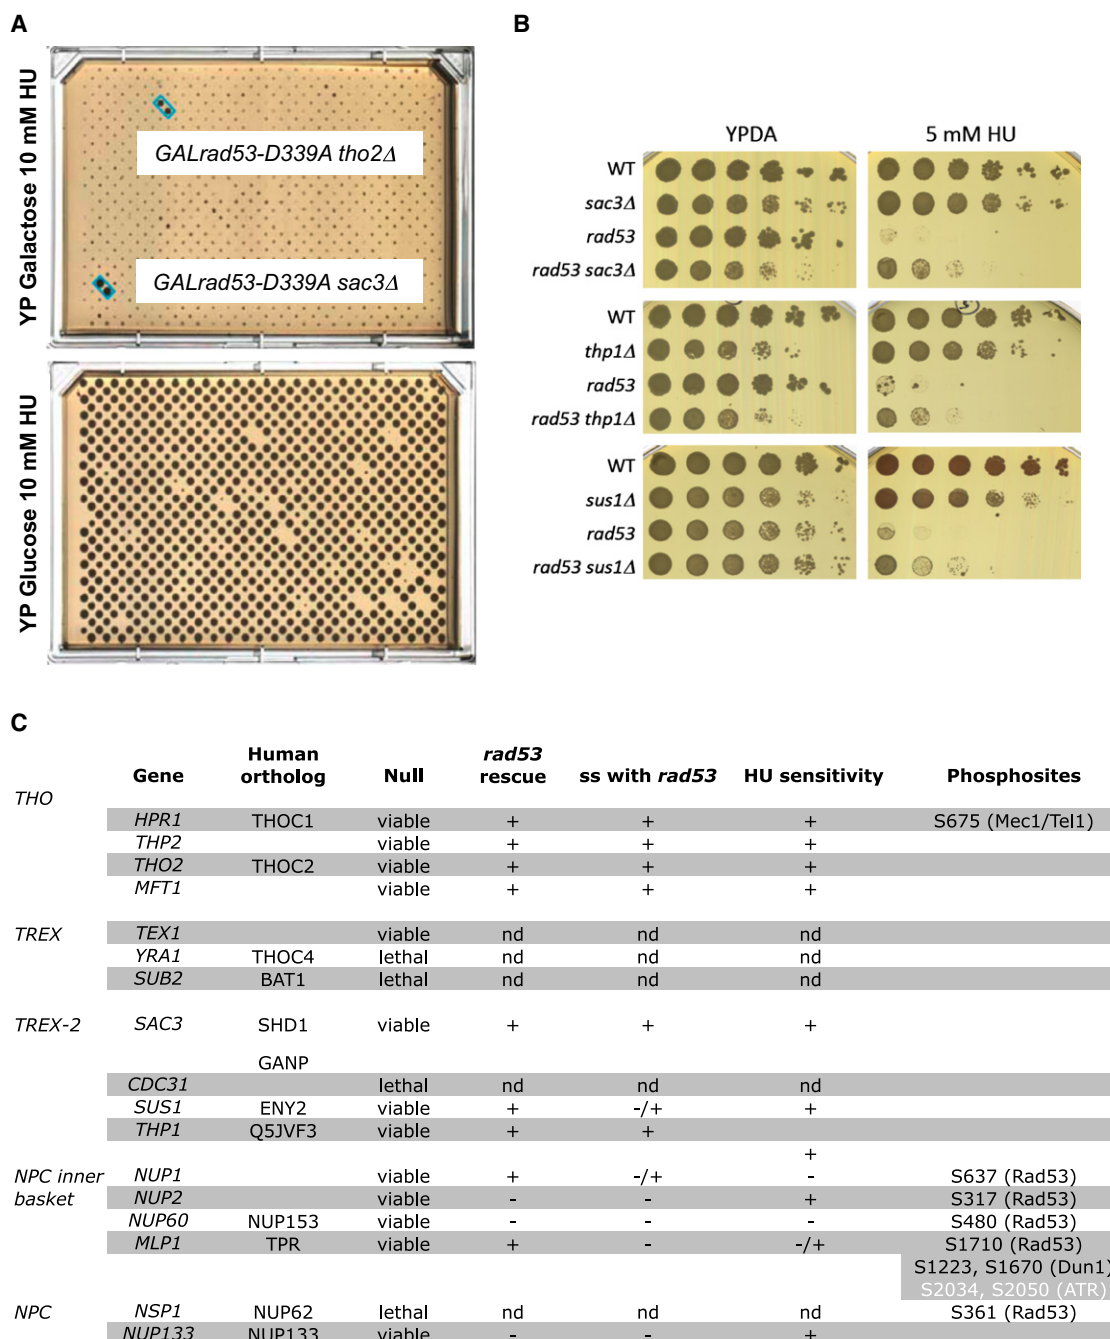 A
YP Galactose 10 mM HU
GALrad53-D339A tho2Δ
GALrad53-D339A sac3Δ
YP Glucose 10 mM HU
B
YPDA 5 mM HU
WT
sac3Δ
rad53
rad53 sac3Δ
WT
thp1Δ
rad53
rad53 thp1Δ
WT
sus1Δ
rad53
rad53 sus1Δ
C
Gene Human ortholog Null rad53 rescue ss with rad53 HU sensitivity Phosphosites
THO
HPR1 THOC1 viable + + + S675 (Mec1/Tel1)
THP2 viable + + +
THO2 THOC2 viable + + +
MFT1 viable + + +
TREX TEX1 viable nd nd nd
YRA1 THOC4 lethal nd nd nd
SUB2 BAT1 lethal nd nd nd
TREX-2 SAC3 SHD1 viable + + +
GANP
CDC31 lethal nd nd nd
SUS1 ENY2 viable + -/+ +
THP1 Q5JVF3 viable + +
+
NPC inner NUP1 viable + -/+ - S637 (Rad53)
basket NUP2 viable - - + S317 (Rad53)
NUP60 NUP153 viable - - - S480 (Rad53)
MLP1 TPR viable + - -/+ S1710 (Rad53)
S1223, S1670 (Dun1)
S2034, S2050 (ATR)
NPC NSP1 NUP62 lethal nd nd nd S361 (Rad53)
NUP133 NUP133 viable - - +